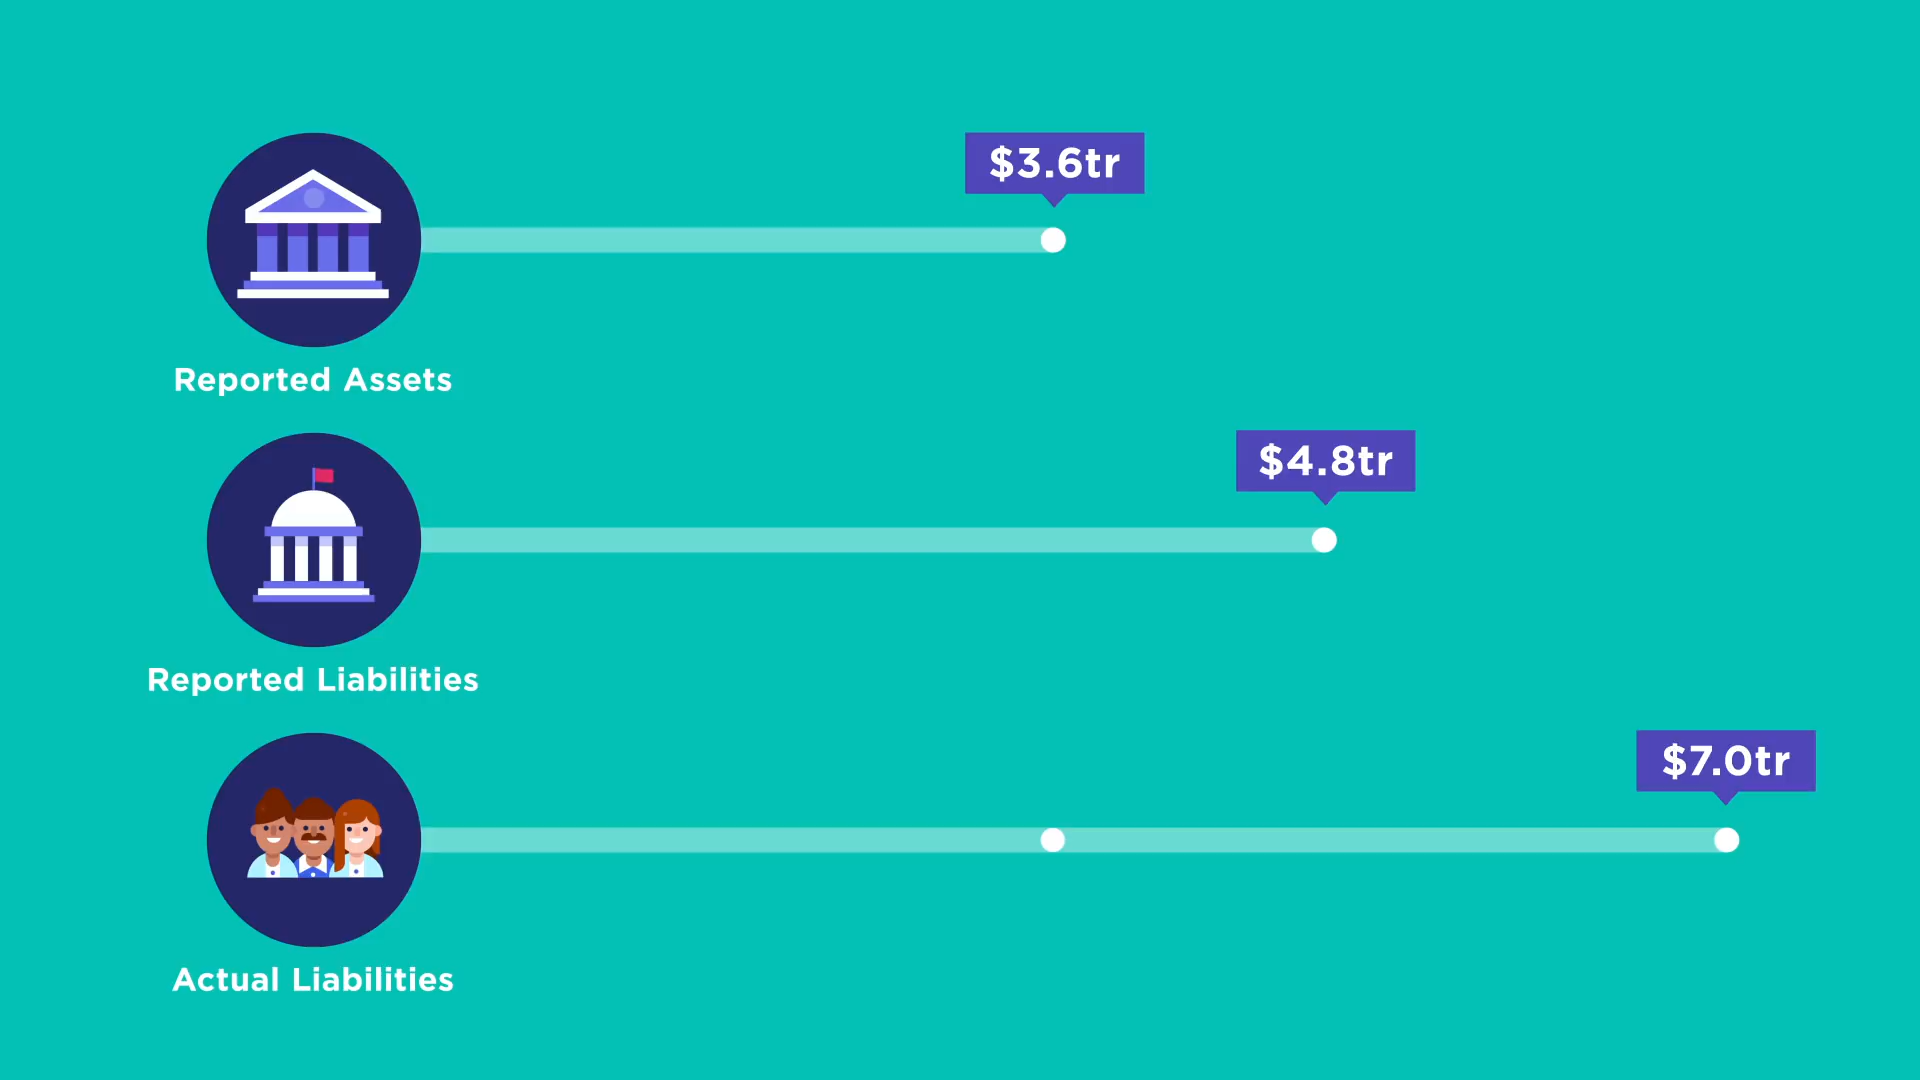 $3.6tr
Reported Assets
$4.8tr
Reported Liabilities
$7.0tr
Actual Liabilities